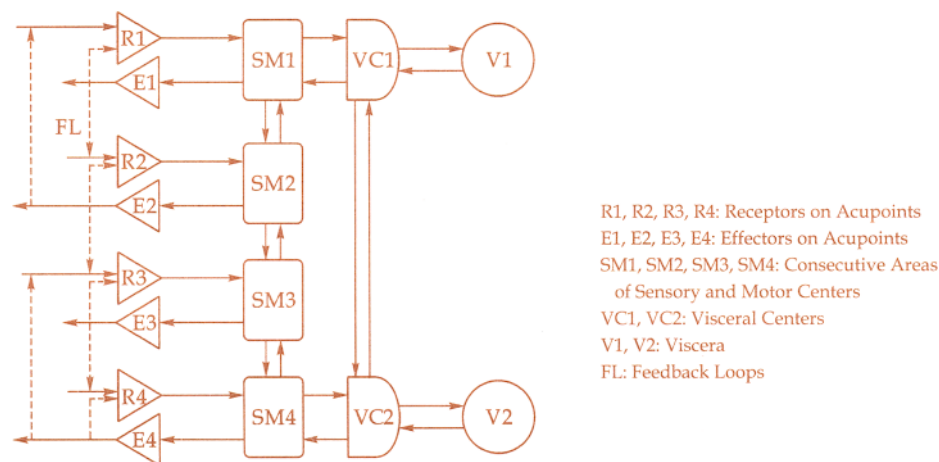 R1
SM1
VC1
V1
E1
FL
R2
SM2
E2
R3
SM3
E3
R4
SM4
VC2
V2
E4
R1, R2, R3, R4: Receptors on Acupoints
E1, E2, E3, E4: Effectors on Acupoints
SM1, SM2, SM3, SM4: Consecutive Areas
of Sensory and Motor Centers
VC1, VC2: Visceral Centers
V1, V2: Viscera
FL: Feedback Loops